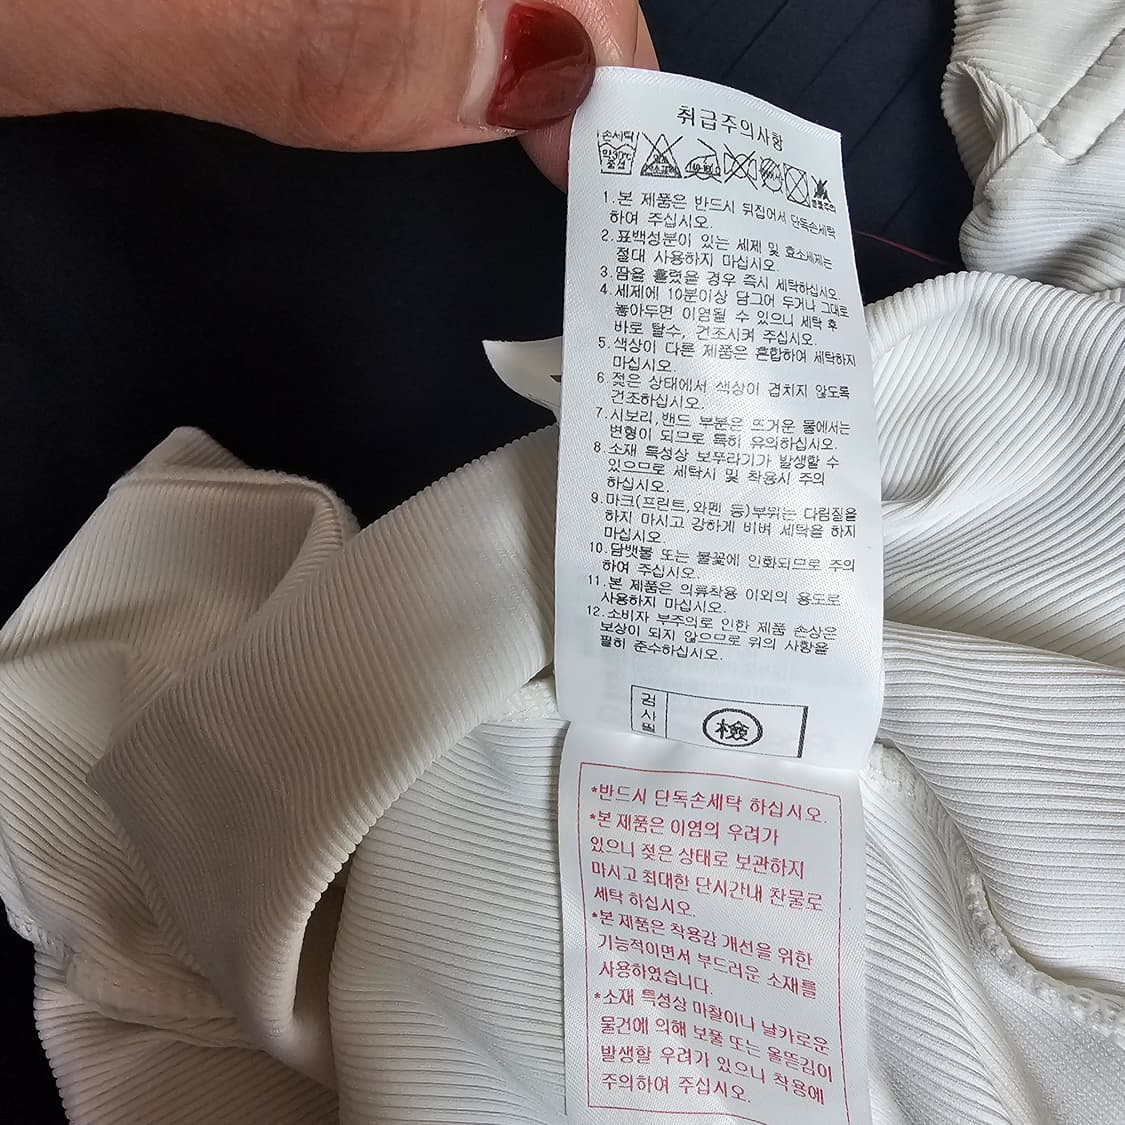 취급주의사항
손세탁
중성
1.본 제품은 반드시 뒤집어서 단독손세탁
하여 주십시오.
2.표백성분이 있는 세제 및 효소세제는
절대 사용하지 마십시오.
3.땀을 흘렸을 경우 즉시 세탁하십시오.
4.세제에 10분이상 담그어 두거나 그대로
놓아두면 이염될 수 있으니 세탁 후
바로 탈수, 건조시켜 주십시오.
5.색상이 다른 제품은 혼합하여 세탁하지
마십시오.
6.젖은 상태에서 색상이 겹치지 않도록
건조하십시오.
7.시보리,밴드 부분은 뜨거운 물에서는
변형이 되므로 특히 유의하십시오.
8.소재 특성상 보푸라기가 발생할 수
있으므로 세탁시 및 착용시 주의
하십시오.
9.마크(프린트,와펜 등)부위는 다림질을
하지 마시고 강하게 비벼 세탁을 하지
마십시오.
10.담뱃불 또는 불꽃에 인화되므로 주의
하여 주십시오.
11.본 제품은 의류착용 이외의 용도로
사용하지 마십시오.
12.소비자 부주의로 인한 제품 손상은
보상이 되지 않으므로 위의 사항을
필히 준수하십시오.
검사필 檢
*반드시 단독손세탁 하십시오.
*본 제품은 이염의 우려가
있으니 젖은 상태로 보관하지
마시고 최대한 단시간내 찬물로
세탁 하십시오.
*본 제품은 착용감 개선을 위한
기능적이면서 부드러운 소재를
사용하였습니다.
*소재 특성상 마찰이나 날카로운
물건에 의해 보풀 또는 올뜯김이
발생할 우려가 있으니 착용에
주의하여 주십시오.